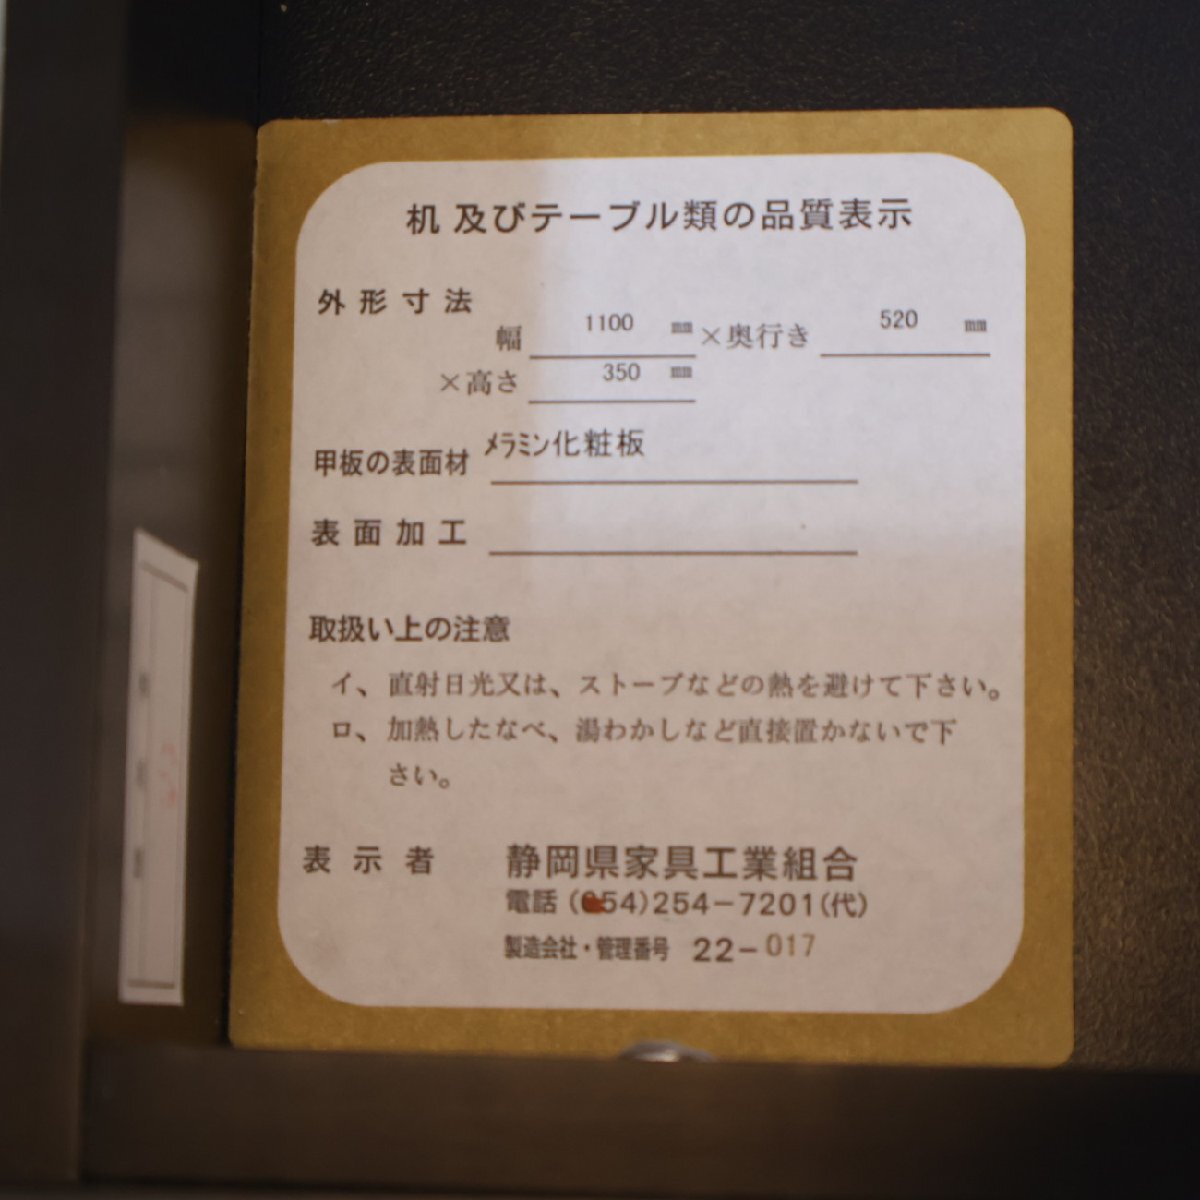 机及びテーブル類の品質表示
外形寸法
幅 1100 ㎜ ×奥行き 520 ㎜
×高さ 350 ㎜
甲板の表面材 ﾒﾗﾐﾝ化粧板
表面加工
取扱い上の注意
イ、直射日光又は、ストーブなどの熱を避けて下さい。
ロ、加熱したなべ、湯わかしなど直接置かないで下
さい。
表示者 静岡県家具工業組合
電話 (054)254-7201(代)
製造会社・管理番号 22-017